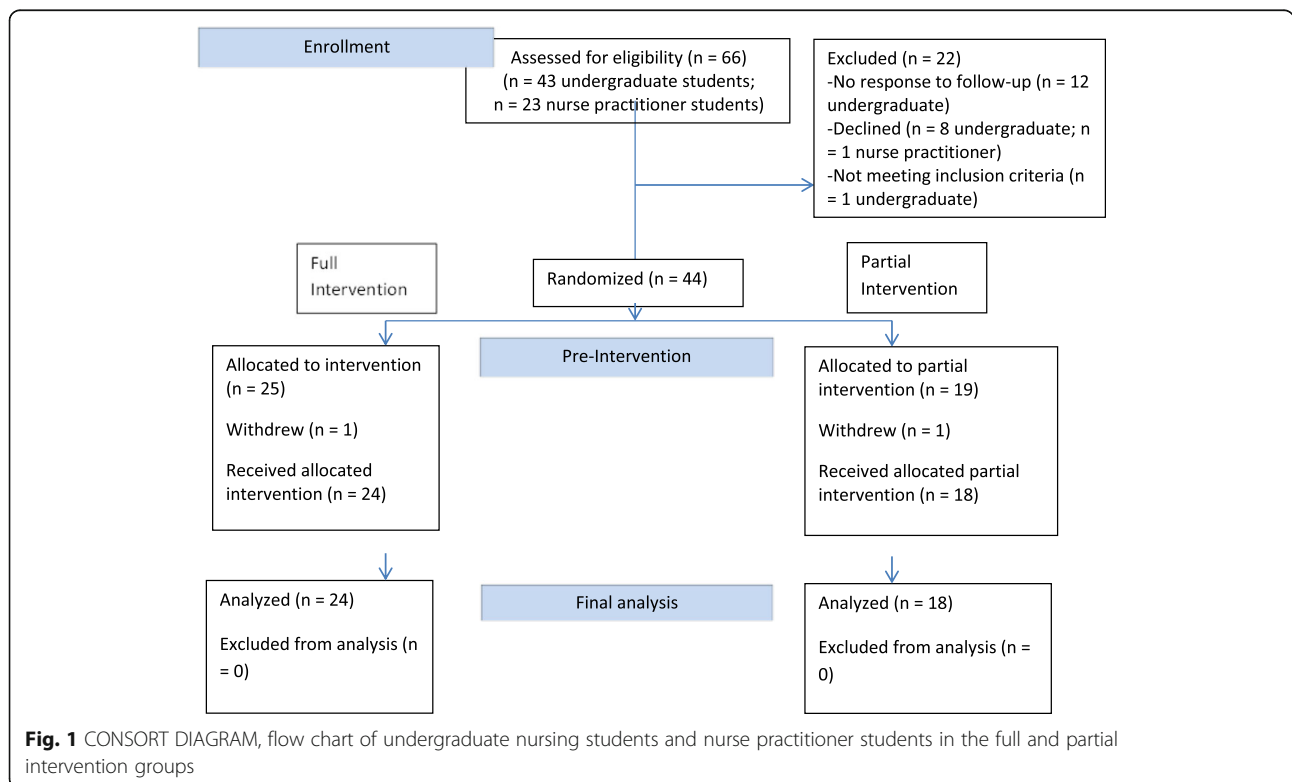 Enrollment
Assessed for eligibility (n = 66)
(n = 43 undergraduate students;
n = 23 nurse practitioner students)
Excluded (n = 22)
-No response to follow-up (n = 12
undergraduate)
-Declined (n = 8 undergraduate; n
= 1 nurse practitioner)
-Not meeting inclusion criteria (n
= 1 undergraduate)
Full
Intervention
Randomized (n = 44)
Partial
Intervention
Pre-Intervention
Allocated to intervention
(n = 25)
Withdrew (n = 1)
Received allocated
intervention (n = 24)
Allocated to partial
intervention (n = 19)
Withdrew (n = 1)
Received allocated partial
intervention (n = 18)
Final analysis
Analyzed (n = 24)
Excluded from analysis (n
= 0)
Analyzed (n = 18)
Excluded from analysis (n =
0)
Fig. 1 CONSORT DIAGRAM, flow chart of undergraduate nursing students and nurse practitioner students in the full and partial
intervention groups